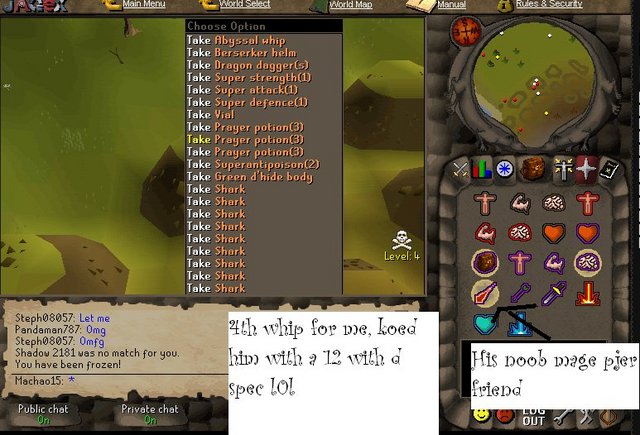 JAGEX
Main Menu
World Select
World Map
Manual
Rules & Security
Choose Option
Take Abyssal whip
Take Berserker helm
Take Dragon dagger(s)
Take Super strength(1)
Take Super attack(1)
Take Super defence(1)
Take Vial
Take Prayer potion(3)
Take Prayer potion(3)
Take Prayer potion(3)
Take Superantipoison(2)
Take Green d'hide body
Take Shark
Take Shark
Take Shark
Take Shark
Take Shark
Take Shark
Take Shark
Take Shark
Take Shark
Level: 4
Steph08057: Let me
Pandaman787: Omg
Steph08057: Omfg
Shadow 2181 was no match for you.
You have been frozen!
Machao15: *
Public chat
On
Private chat
On
4th whip for me, koed
him with a 12 with d
spec lOl
His noob mage pjer
friend
LOG
OUT